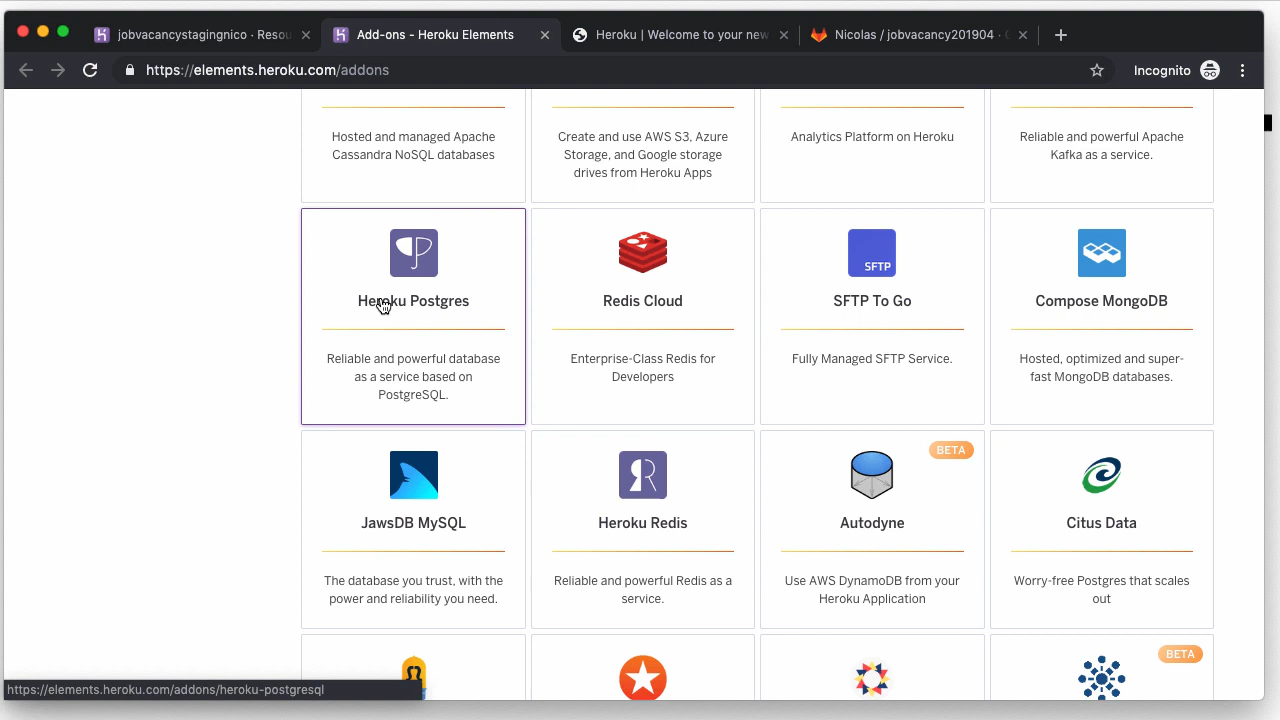 jobvacancystagingnico · Resou
Add-ons - Heroku Elements
Heroku | Welcome to your new
Nicolas / jobvacancy201904 ·
https://elements.heroku.com/addons
Incognito
Hosted and managed Apache
Cassandra NoSQL databases
Create and use AWS S3, Azure
Storage, and Google storage
drives from Heroku Apps
Analytics Platform on Heroku
Reliable and powerful Apache
Kafka as a service.
Heroku Postgres
Reliable and powerful database
as a service based on
PostgreSQL.
Redis Cloud
Enterprise-Class Redis for
Developers
SFTP
SFTP To Go
Fully Managed SFTP Service.
Compose MongoDB
Hosted, optimized and super-
fast MongoDB databases.
JawsDB MySQL
The database you trust, with the
power and reliability you need.
Heroku Redis
Reliable and powerful Redis as a
service.
BETA
Autodyne
Use AWS DynamoDB from your
Heroku Application
Citus Data
Worry-free Postgres that scales
out
BETA
https://elements.heroku.com/addons/heroku-postgresql